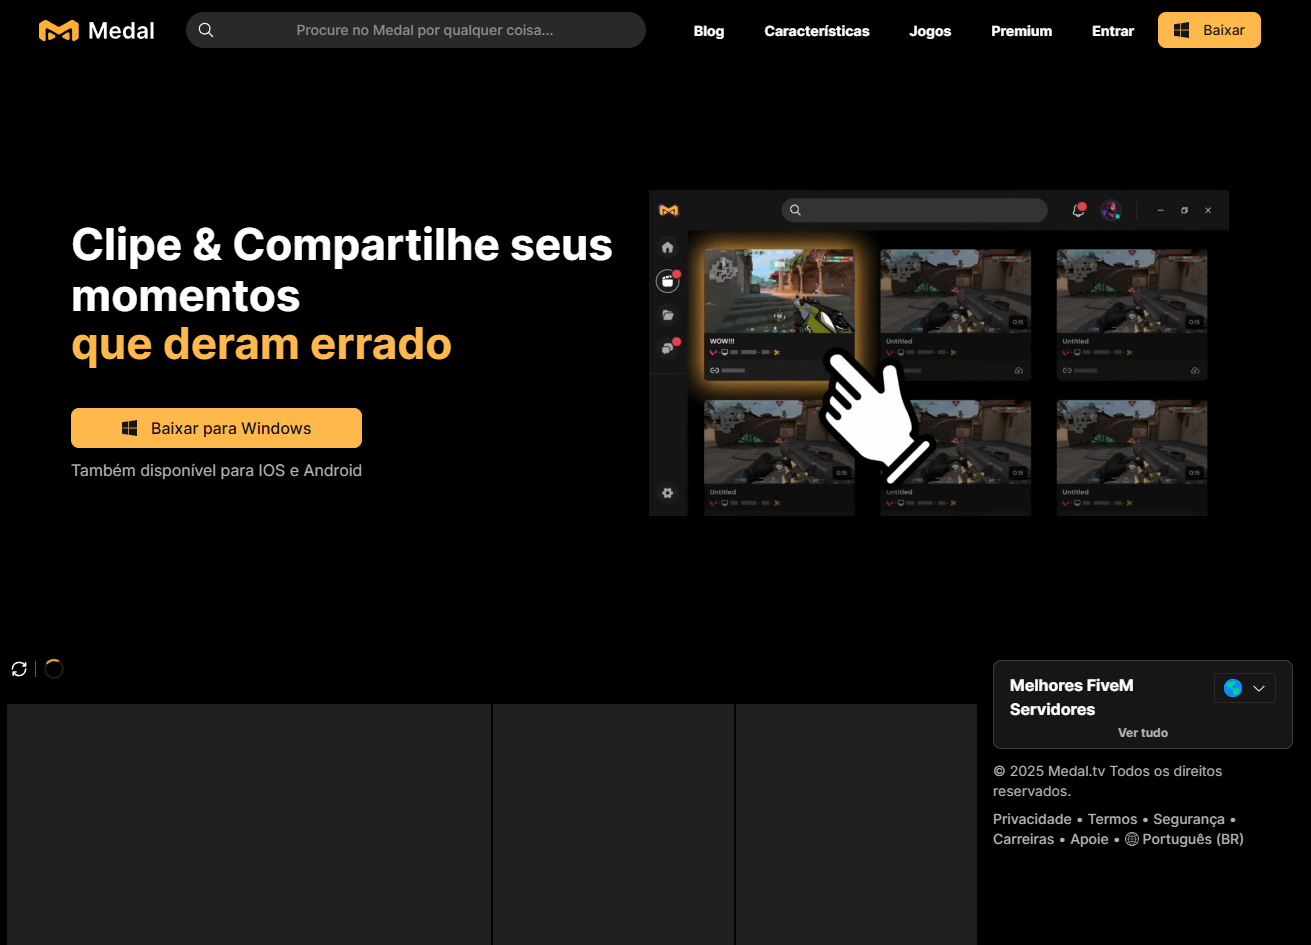 Medal
Procure no Medal por qualquer coisa...
Blog
Características
Jogos
Premium
Entrar
Baixar
Clipe & Compartilhe seus
momentos
que deram errado
Baixar para Windows
Também disponível para IOS e Android
WOW!!!
Untitled
0:15
Untitled
0:15
Untitled
0:15
Untitled
0:15
Untitled
0:15
Melhores FiveM
Servidores
Ver tudo
© 2025 Medal.tv Todos os direitos
reservados.
Privacidade • Termos • Segurança •
Carreiras • Apoie • Português (BR)